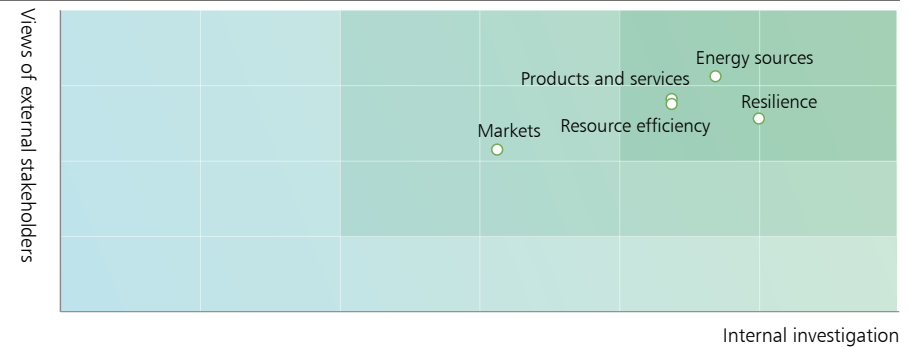 Views of external stakeholders
Energy sources
Products and services
Resilience
Resource efficiency
Markets
Internal investigation